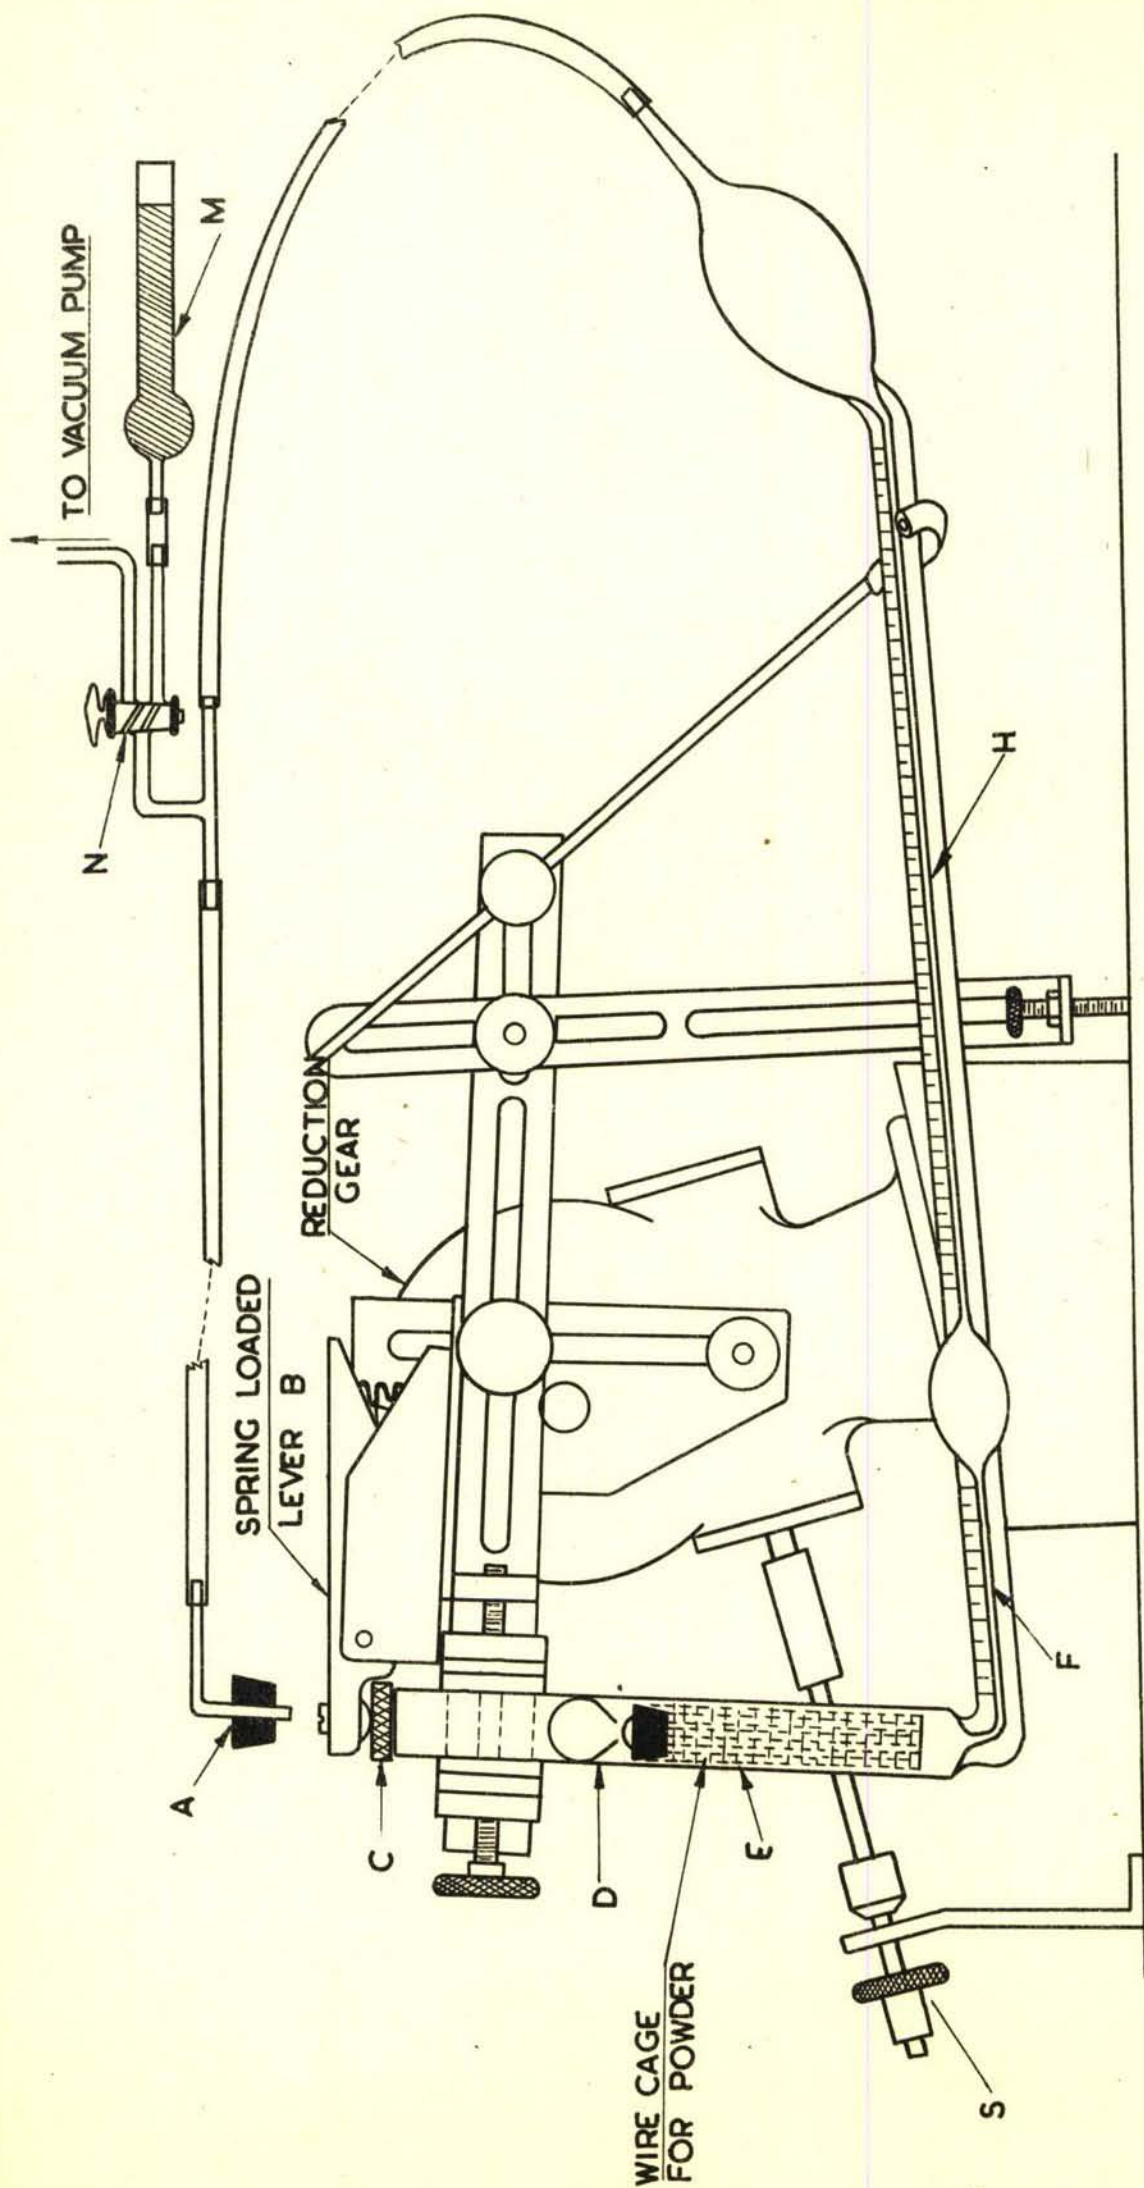 TO VACUUM PUMP
M
N
A
SPRING LOADED
LEVER B
REDUCTION
GEAR
C
D
E
WIRE CAGE
FOR POWDER
H
F
S